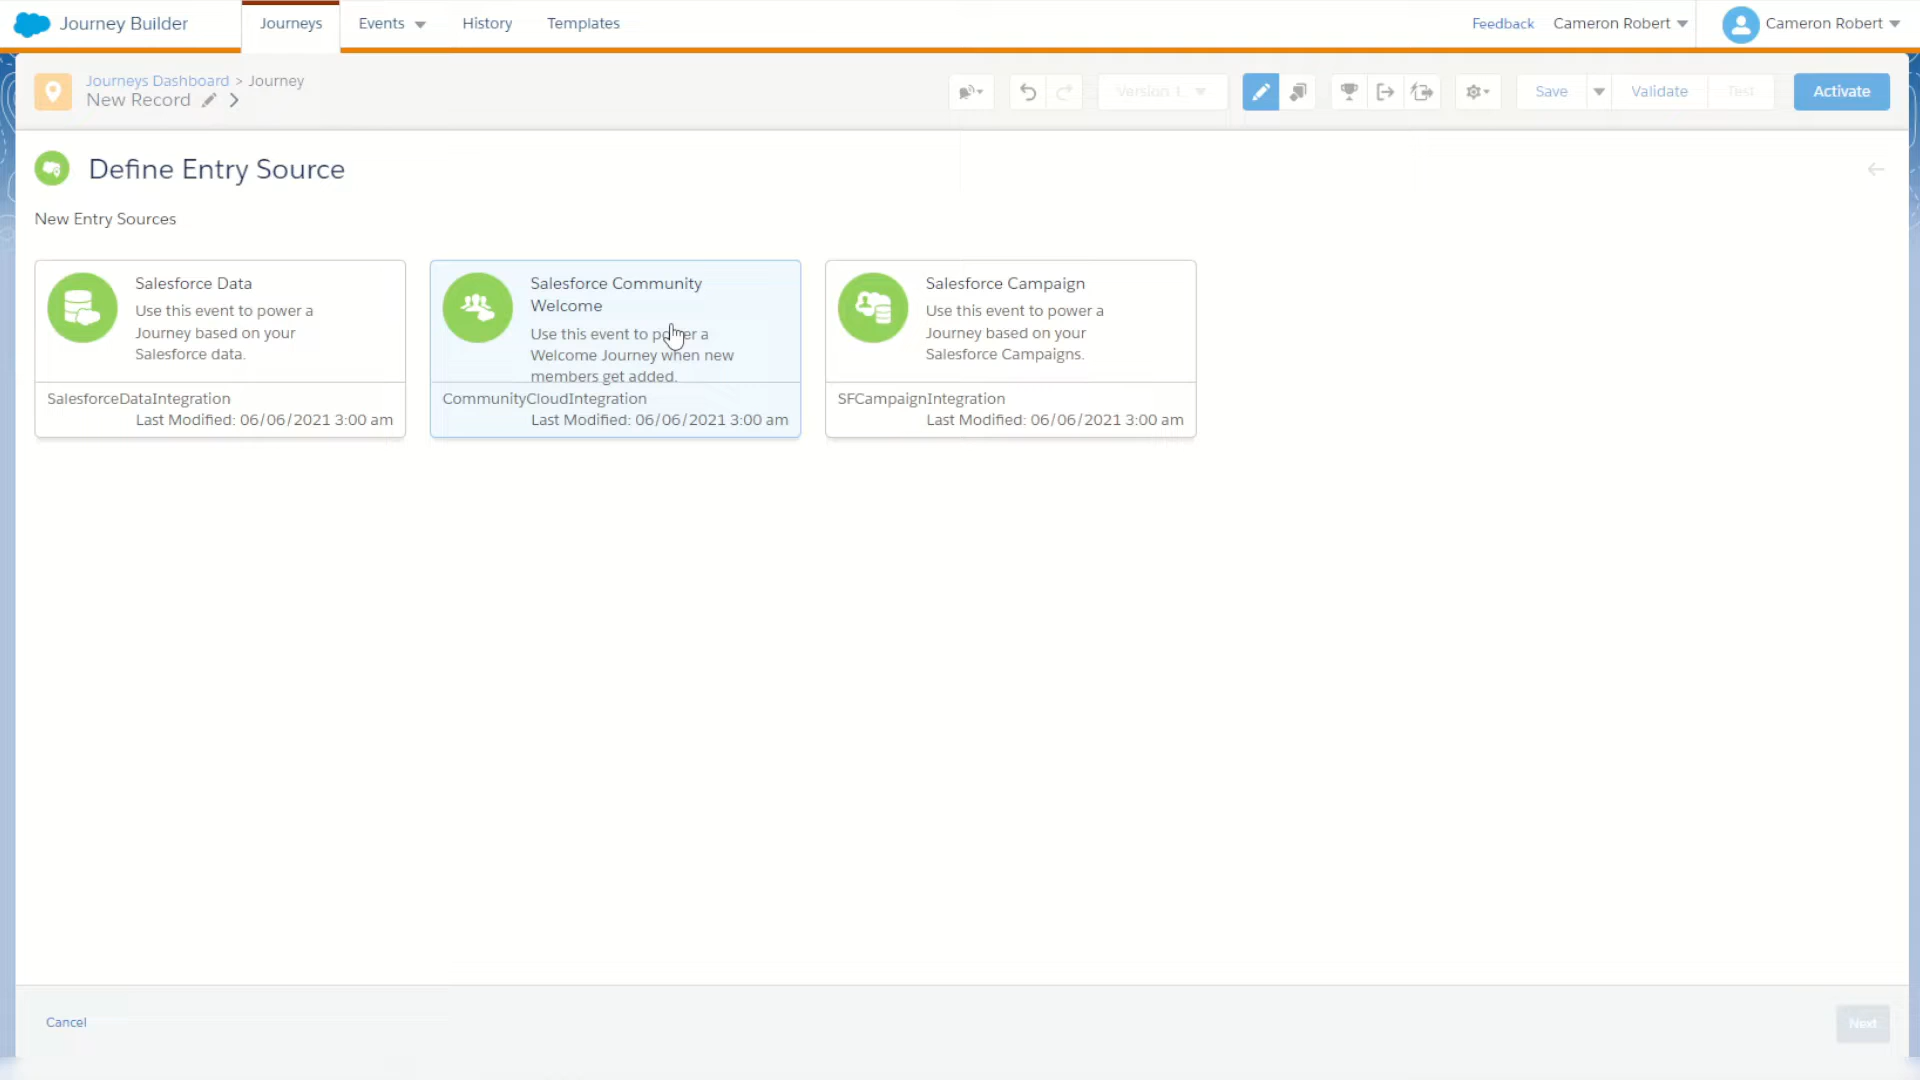 Journey Builder
Journeys
Events
History
Templates
Feedback
Cameron Robert
Cameron Robert
Journeys Dashboard > Journey
New Record
Version 1
Save
Validate
Test
Activate
Define Entry Source
New Entry Sources
Salesforce Data
Use this event to power a
Journey based on your
Salesforce data.
SalesforceDataIntegration
Last Modified: 06/06/2021 3:00 am
Salesforce Community
Welcome
Use this event to power a
Welcome Journey when new
members get added.
CommunityCloudIntegration
Last Modified: 06/06/2021 3:00 am
Salesforce Campaign
Use this event to power a
Journey based on your
Salesforce Campaigns.
SFCampaignIntegration
Last Modified: 06/06/2021 3:00 am
Cancel
Next